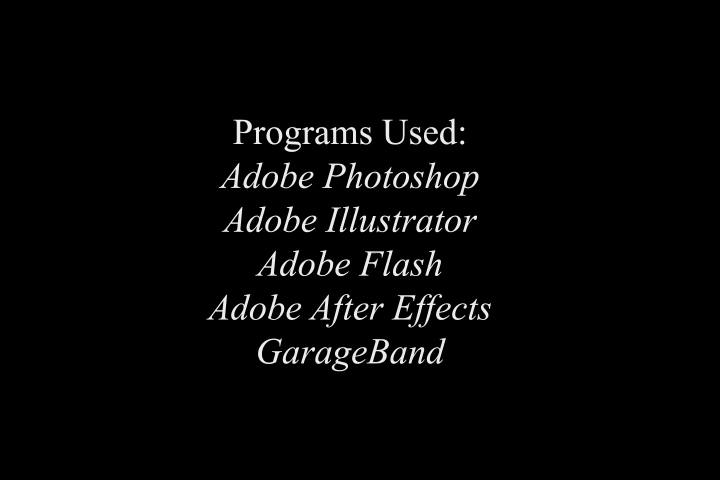 Programs Used:
Adobe Photoshop
Adobe Illustrator
Adobe Flash
Adobe After Effects
GarageBand